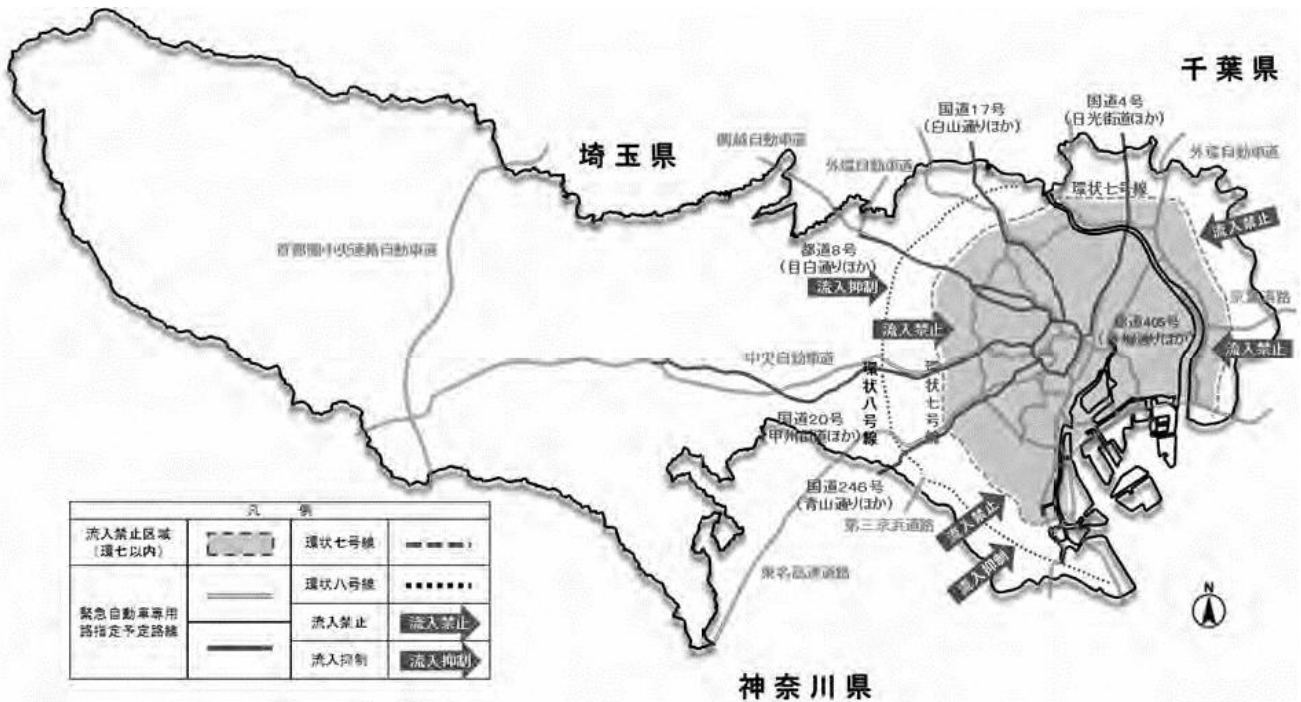 千葉県
国道17号
(白山通りほか)
国道4号
(日光街道ほか)
埼玉県
外環自動車道
外環自動車道
環状七号線
流入禁止
首都圏中央連絡自動車道
都道8号
(目白通りほか)
流入抑制
流入禁止
都道405号
流入禁止
中央自動車道
環状八号線
環状七号線
国道20号
(甲州街道ほか)
国道246号
(青山通りほか)
第三京浜道路
流入禁止
流入抑制
東名高速道路
N
神奈川県
凡 例
流入禁止区域
(環七以内)
環状七号線
環状八号線
緊急自動車専用
路指定予定路線
流入禁止
流入禁止
流入抑制
流入抑制